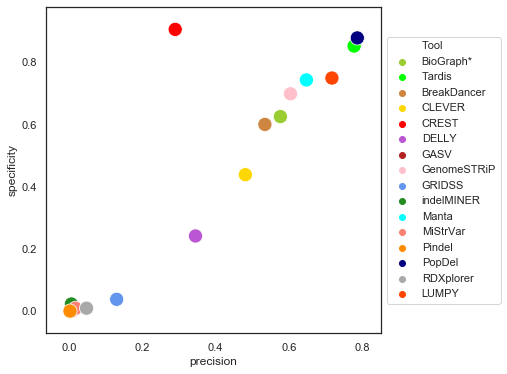 0.8
0.6
0.4
0.2
0.0
specificity
0.0 0.2 0.4 0.6 0.8
precision
Tool
BioGraph*
Tardis
BreakDancer
CLEVER
CREST
DELLY
GASV
GenomeSTRiP
GRIDSS
indelMINER
Manta
MiStrVar
Pindel
PopDel
RDXplorer
LUMPY